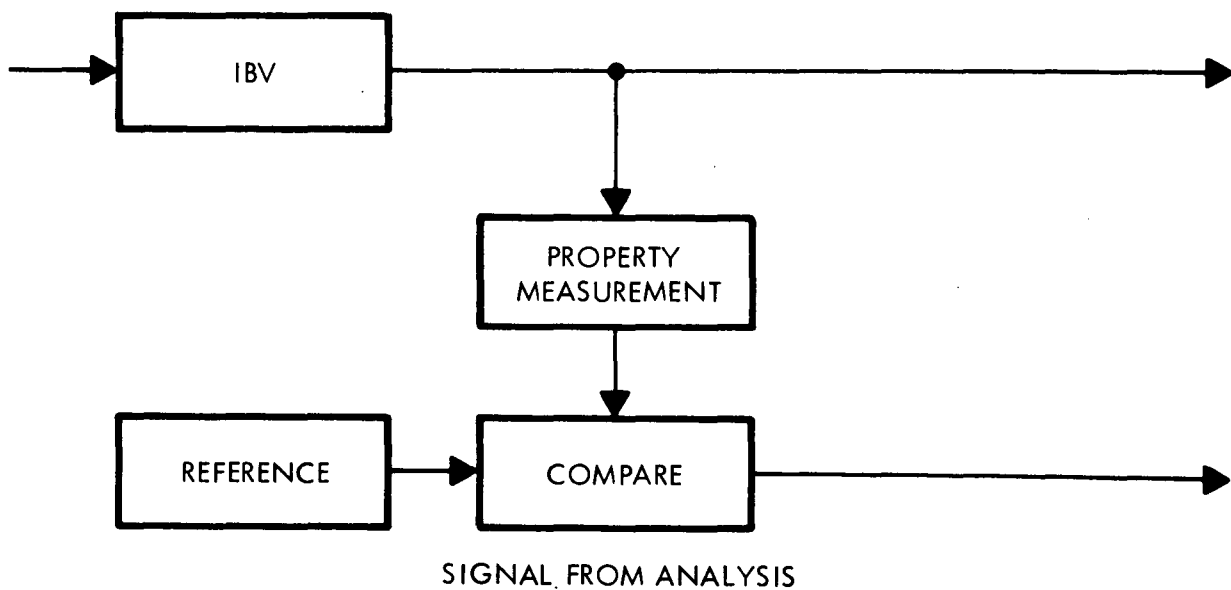 IBV
PROPERTY
MEASUREMENT
REFERENCE
COMPARE
SIGNAL FROM ANALYSIS